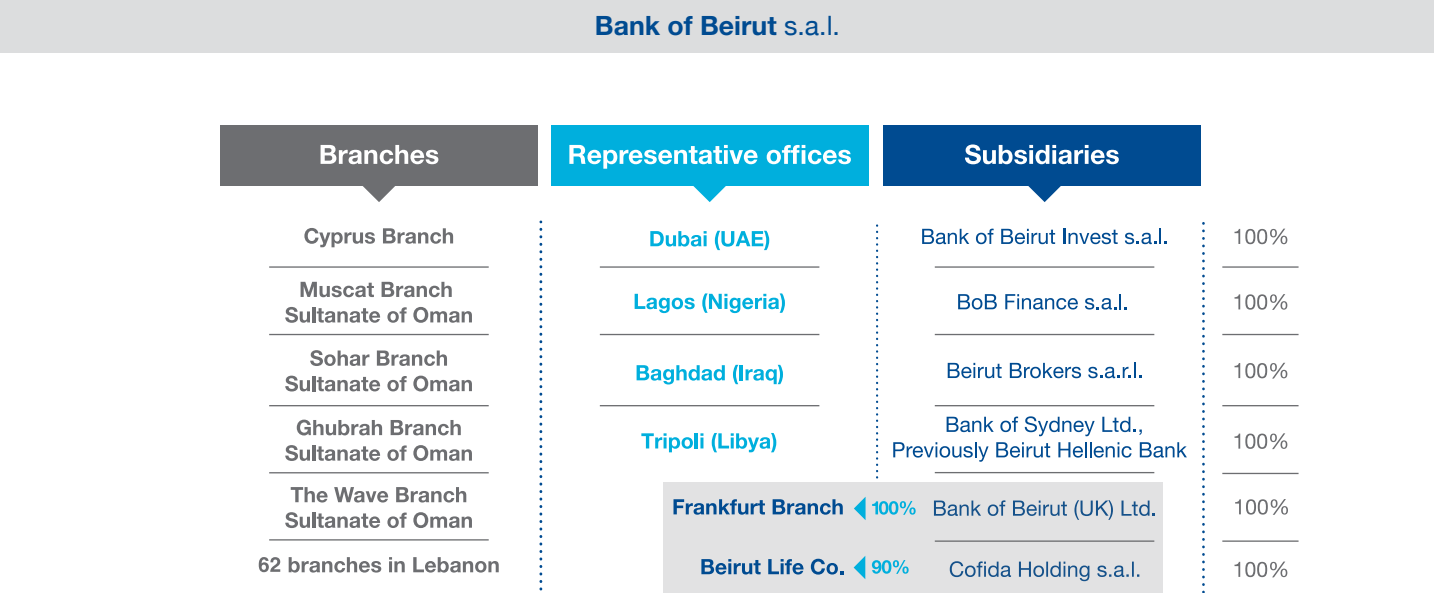 Bank of Beirut s.a.l.
Branches
Representative offices
Subsidiaries
Cyprus Branch
Dubai (UAE)
Bank of Beirut Invest s.a.l.
100%
Muscat Branch
Sultanate of Oman
Lagos (Nigeria)
BoB Finance s.a.l.
100%
Sohar Branch
Sultanate of Oman
Baghdad (Iraq)
Beirut Brokers s.a.r.l.
100%
Ghubrah Branch
Sultanate of Oman
Tripoli (Libya)
Bank of Sydney Ltd.,
Previously Beirut Hellenic Bank
100%
The Wave Branch
Sultanate of Oman
Frankfurt Branch
100%
Bank of Beirut (UK) Ltd.
100%
62 branches in Lebanon
Beirut Life Co.
90%
Cofida Holding s.a.l.
100%